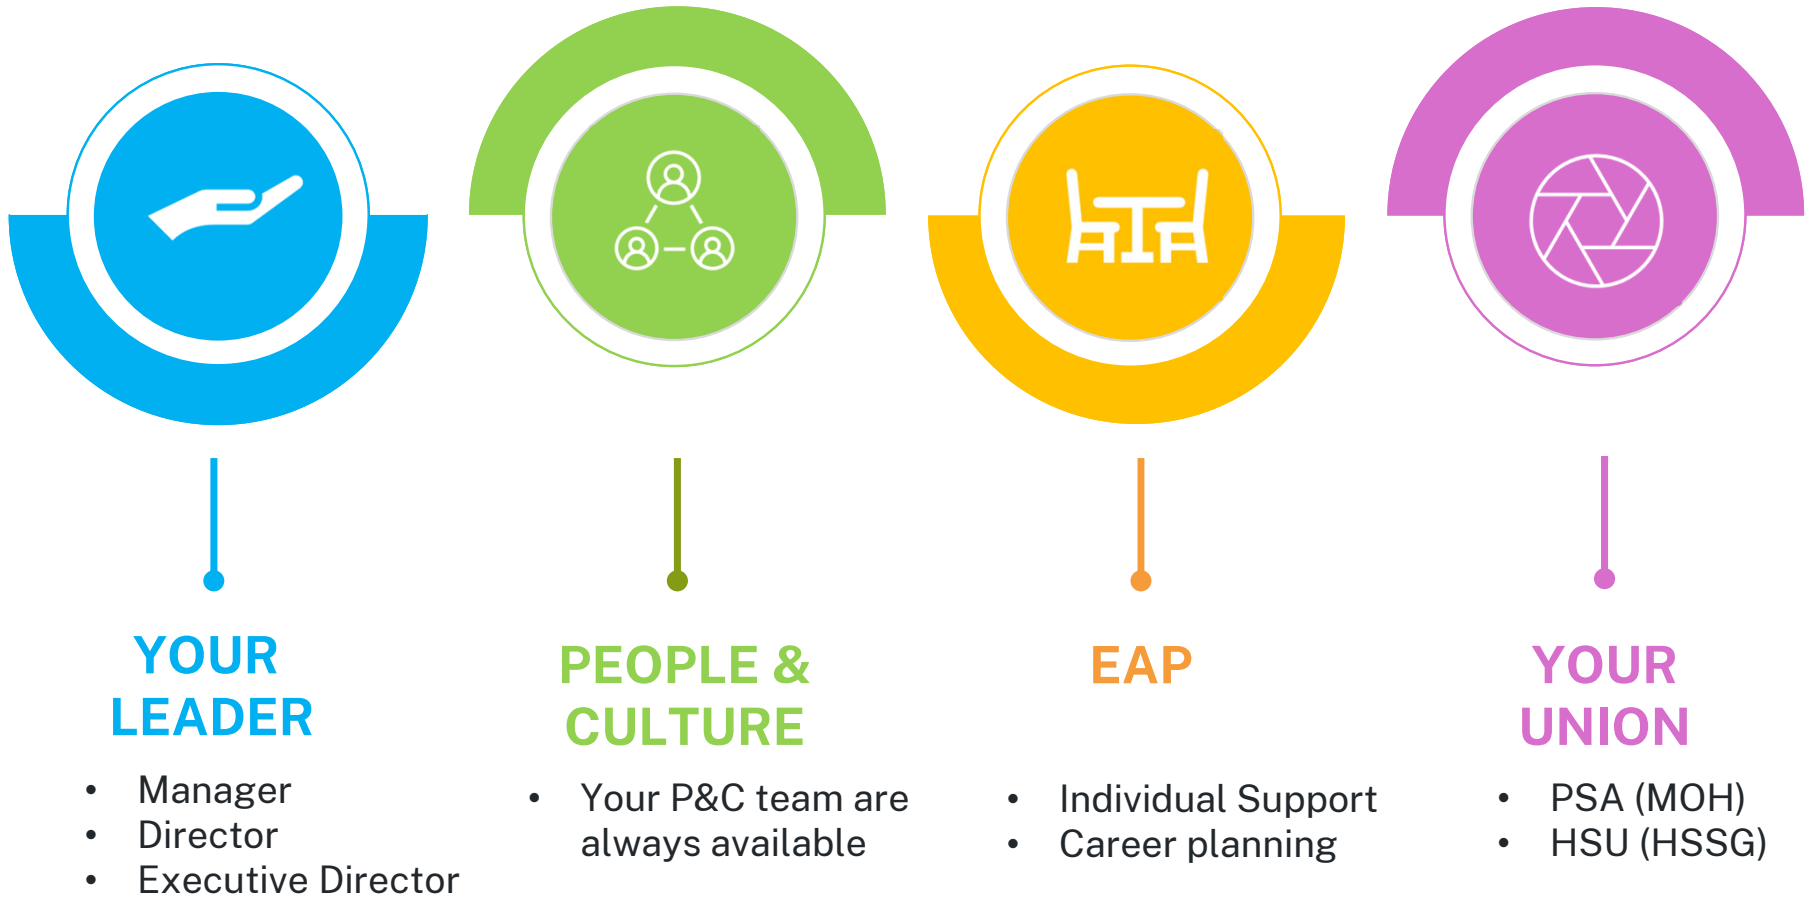 YOUR
LEADER
• Manager
• Director
• Executive Director
PEOPLE &
CULTURE
• Your P&C team are
always available
EAP
• Individual Support
• Career planning
YOUR
UNION
• PSA (MOH)
• HSU (HSSG)